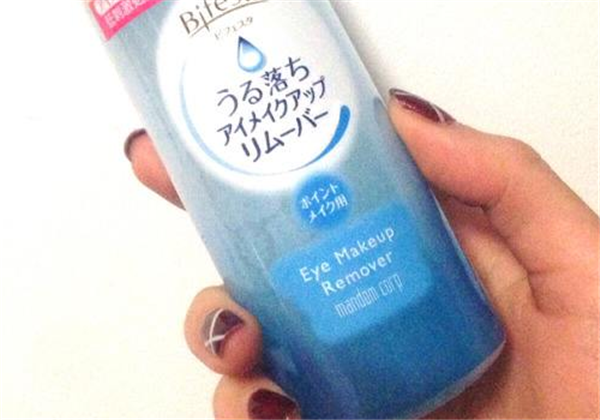 Bifes
ビフェスタ
うる落ち
アイメイクアップ
リムーバー
ポイント
メイク用
Eye Makeup
Remover
mandom corp